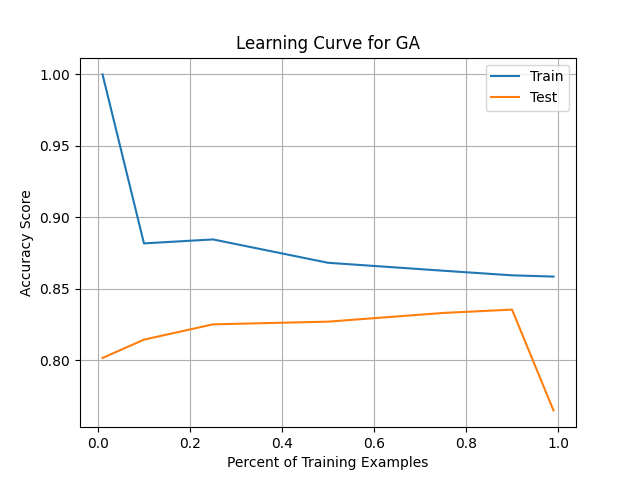 Learning Curve for GA
Train
Test
1.00
0.95
0.90
0.85
0.80
Accuracy Score
0.0 0.2 0.4 0.6 0.8 1.0
Percent of Training Examples